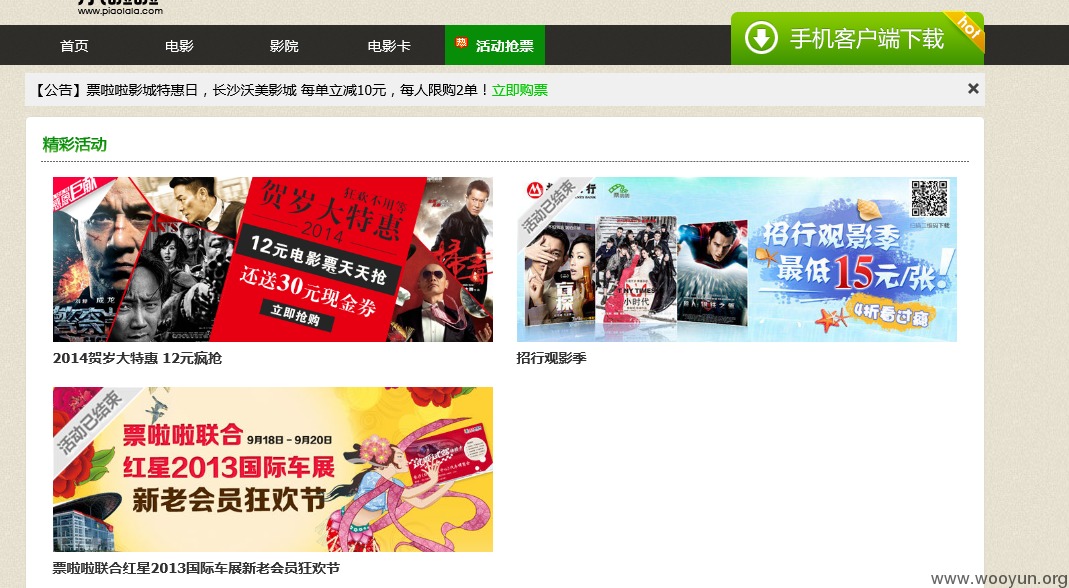 www.piaolala.com
首页 电影 影院 电影卡 热 活动抢票 手机客户端下载 hot
【公告】票啦啦影城特惠日，长沙沃美影城 每单立减10元，每人限购2单！立即购票 ×
精彩活动
贺岁大特惠
狂欢不用等
2014
12元电影票天天抢
还送30元现金券
立即抢购
2014贺岁大特惠 12元疯抢
活动已结束
招行观影季
最低15元/张！
4折看过瘾
招行观影季
活动已结束
票啦啦联合 9月18日-9月20日
红星2013国际车展
新老会员狂欢节
票啦啦联合红星2013国际车展新老会员狂欢节
www.wooyun.org